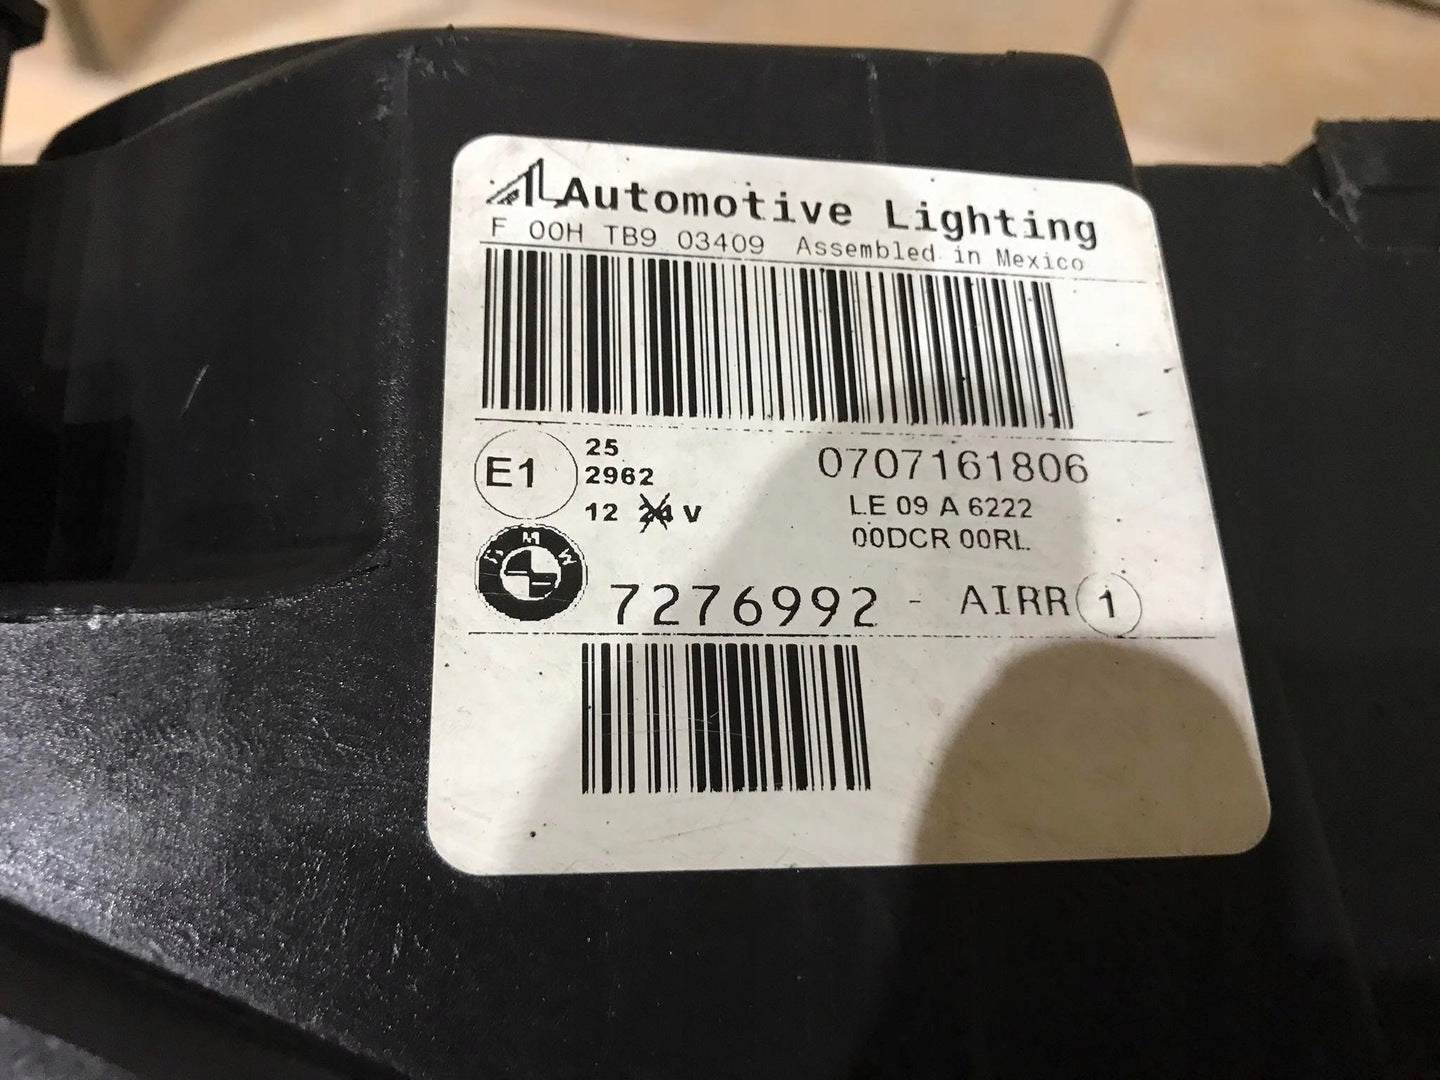 AL Automotive Lighting
F 00H TB9 03409 Assembled in Mexico
E1
25
2962
12 24 V
0707161806
LE 09 A 6222
00DCR 00RL
BMW
7276992 - AIRR 1